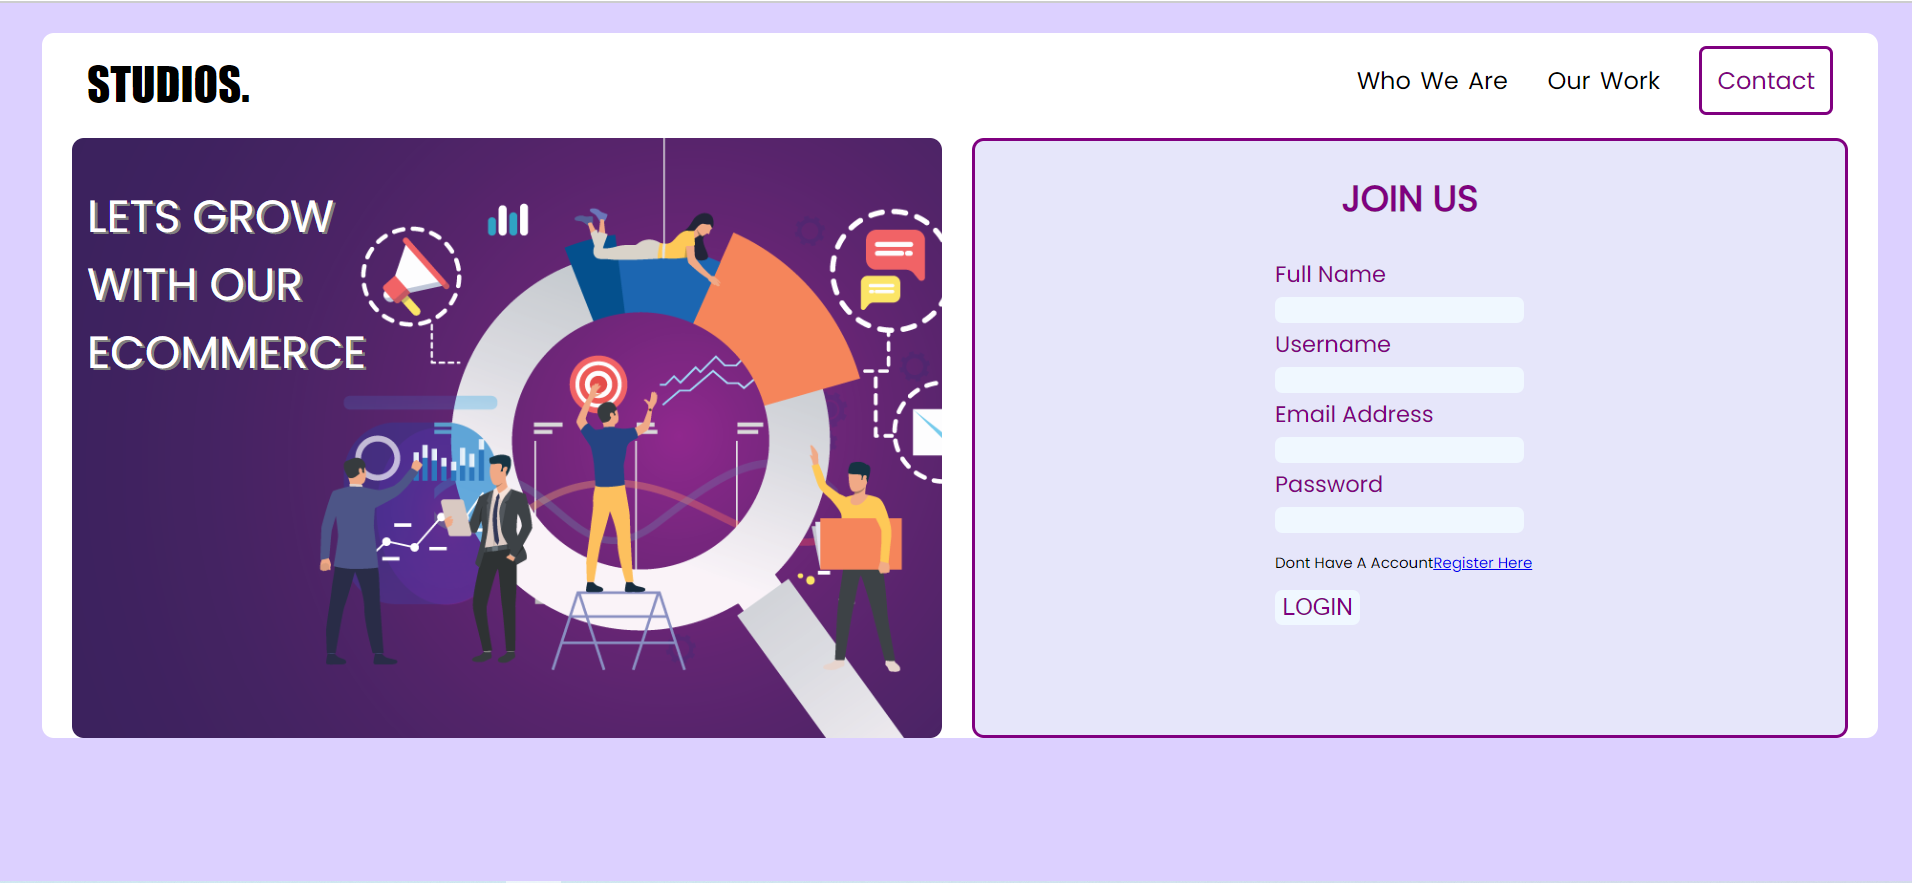 STUDIOS.
Who We Are
Our Work
Contact
LETS GROW
WITH OUR
ECOMMERCE
JOIN US
Full Name
Username
Email Address
Password
Dont Have A AccountRegister Here
LOGIN